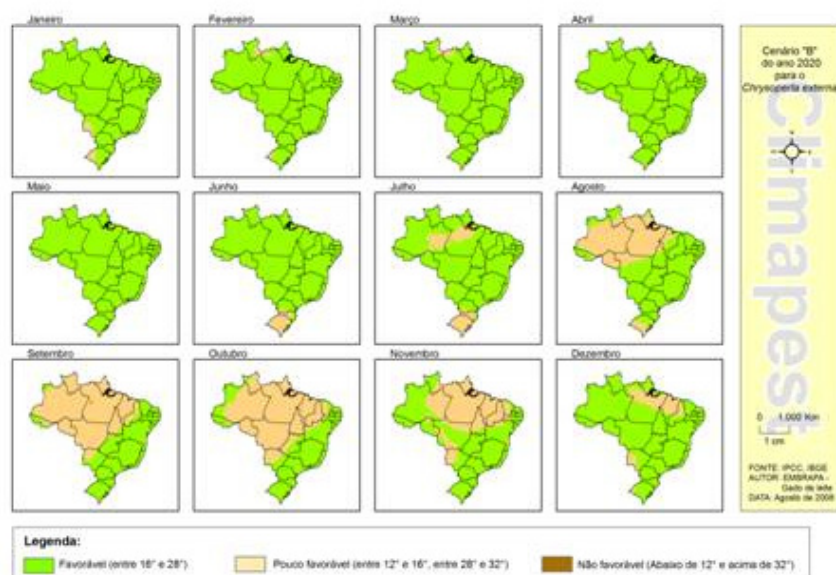 Janeiro
Fevereiro
Março
Abril
Maio
Junho
Julho
Agosto
Setembro
Outubro
Novembro
Dezembro
Cenário "B"
do ano 2020
para o
Chrysoperla externa
Climapest
0 1.000 Km
1 cm
FONTE: IPCC, IBGE
AUTOR: EMBRAPA -
Gado de leite
DATA: Agosto de 2008
Legenda:
Favorável (entre 16° e 28°)
Pouco favorável (entre 12° e 16°, entre 28° e 32°)
Não favorável (Abaixo de 12° e acima de 32°)